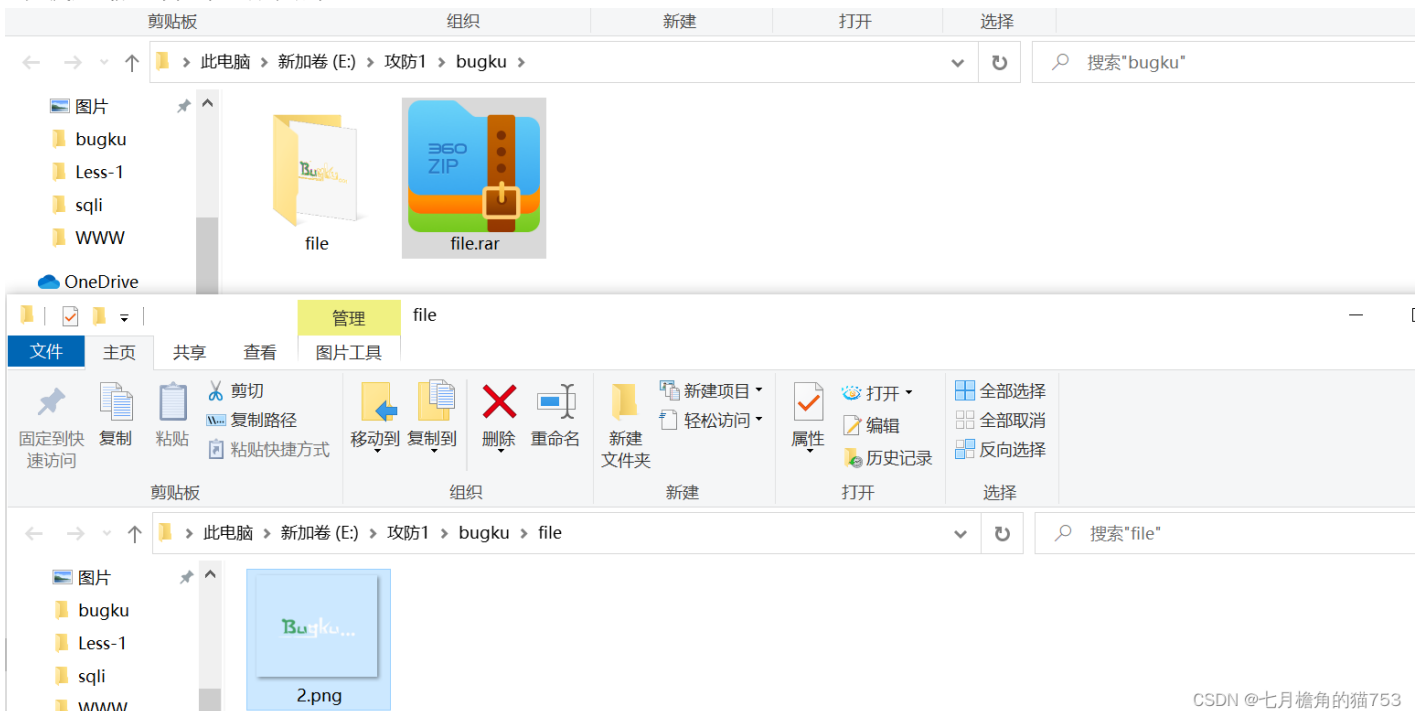 剪贴板 组织 新建 打开 选择
此电脑 新加卷 (E:) 攻防1 bugku 搜索"bugku"
图片
bugku
Less-1
sqli
WWW
OneDrive
Bugku...
360
ZIP
file file.rar
管理 file
文件 主页 共享 查看 图片工具
固定到快
速访问
复制
粘贴
剪切
复制路径
粘贴快捷方式
移动到 复制到 删除 重命名
新建
文件夹
新建项目
轻松访问
属性
打开
编辑
历史记录
全部选择
全部取消
反向选择
剪贴板 组织 新建 打开 选择
此电脑 新加卷 (E:) 攻防1 bugku file 搜索"file"
图片
bugku
Less-1
sqli
WWW
Bugku...
2.png
CSDN @七月檐角的猫753